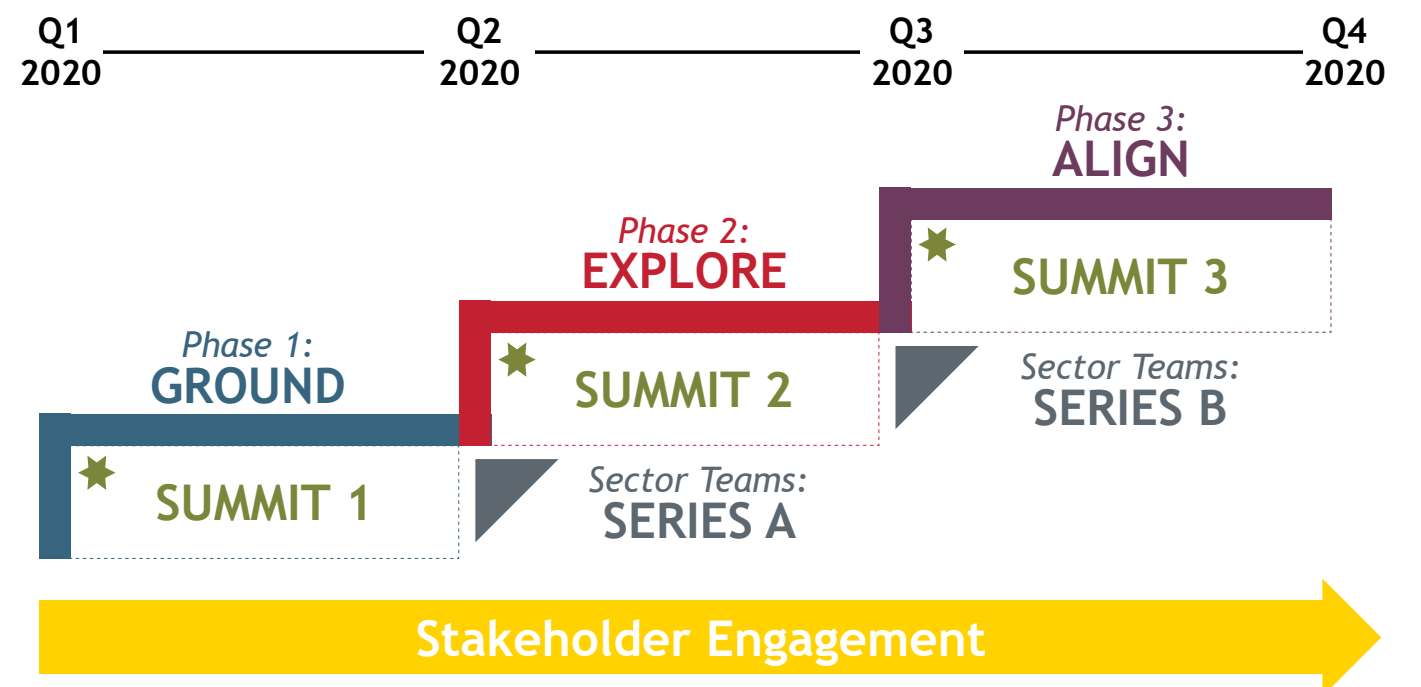 Q1
2020
Q2
2020
Q3
2020
Q4
2020
Phase 3:
ALIGN
SUMMIT 3
Phase 2:
EXPLORE
SUMMIT 2
Sector Teams:
SERIES B
Phase 1:
GROUND
SUMMIT 1
Sector Teams:
SERIES A
Stakeholder Engagement